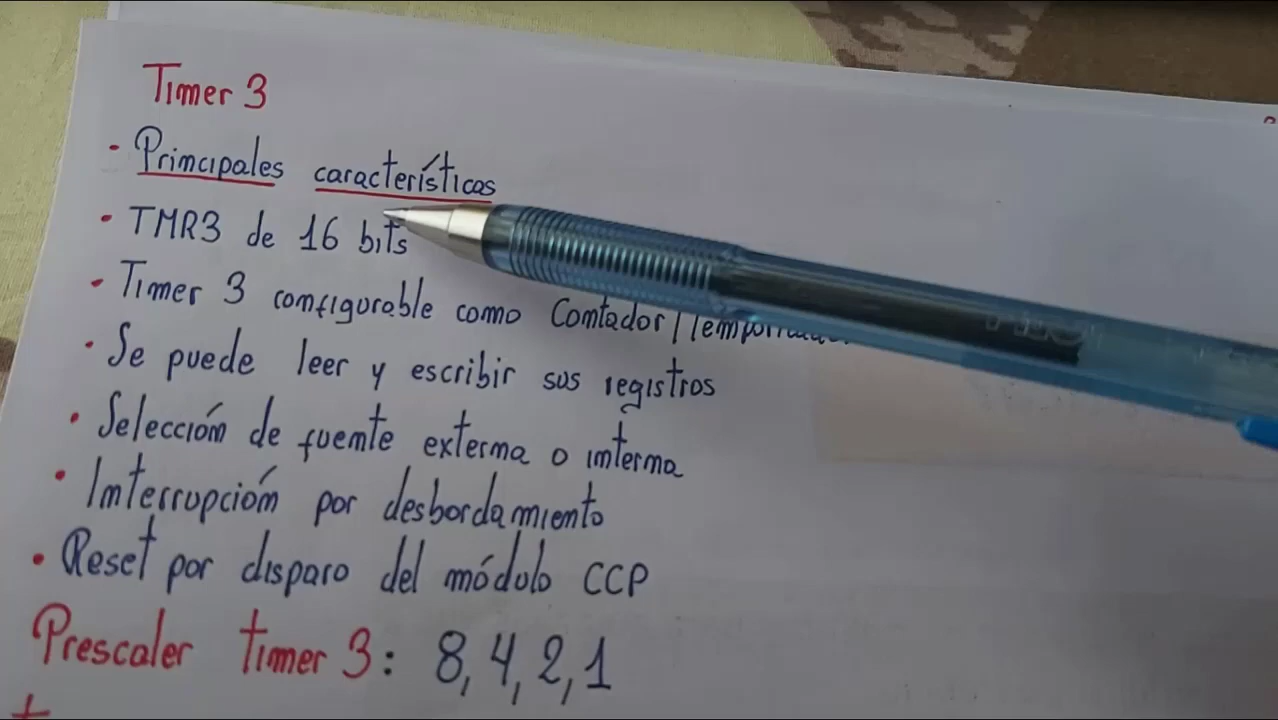 Timer 3
· Principales características
· TMR3 de 16 bits
· Timer 3 configurable como Contador/Temporizador
· Se puede leer y escribir sus registros
· Selección de fuente externa o interna
· Interrupción por desbordamiento
· Reset por disparo del módulo CCP
Prescaler timer 3: 8, 4, 2, 1